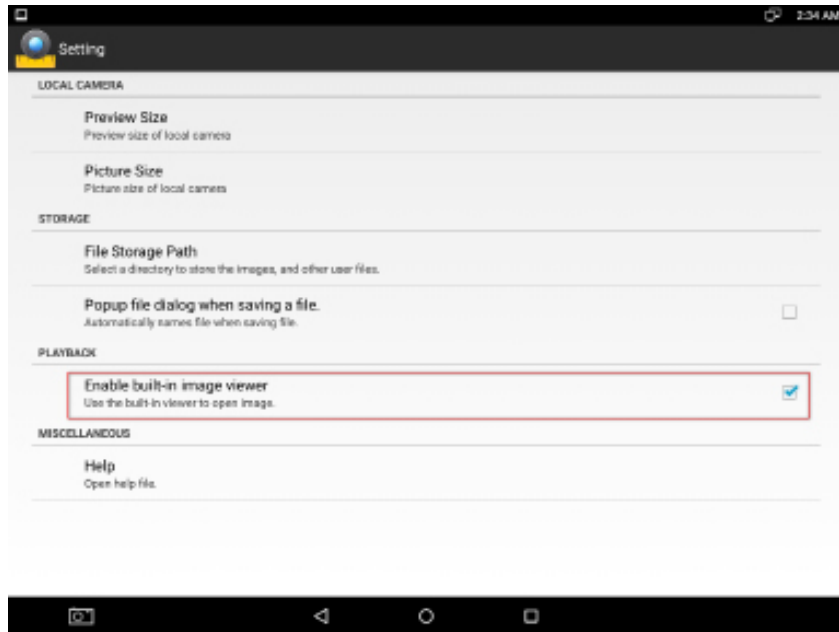 2:34 AM
Setting
LOCAL CAMERA
Preview Size
Preview size of local camera
Picture Size
Picture size of local camera
STORAGE
File Storage Path
Select a directory to store the images, and other user files.
Popup file dialog when saving a file.
Automatically names file when saving file.
PLAYBACK
Enable built-in image viewer
Use the built-in viewer to open image.
MISCELLANEOUS
Help
Open help file.